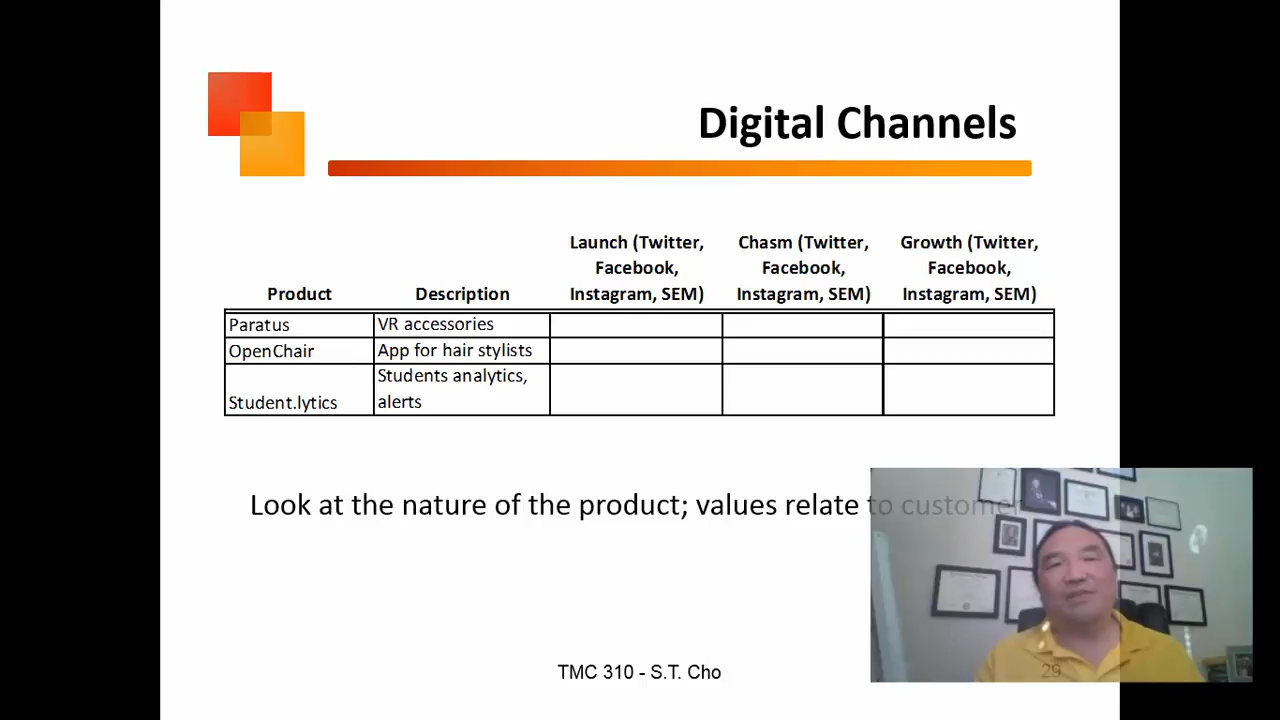 Digital Channels
Launch (Twitter, Chasm (Twitter, Growth (Twitter,
Facebook, Facebook, Facebook,
Product Description Instagram, SEM) Instagram, SEM) Instagram, SEM)
Paratus VR accessories
OpenChair App for hair stylists
Students analytics,
Student.lytics alerts
Look at the nature of the product; values relate to customer
TMC 310 - S.T. Cho
29